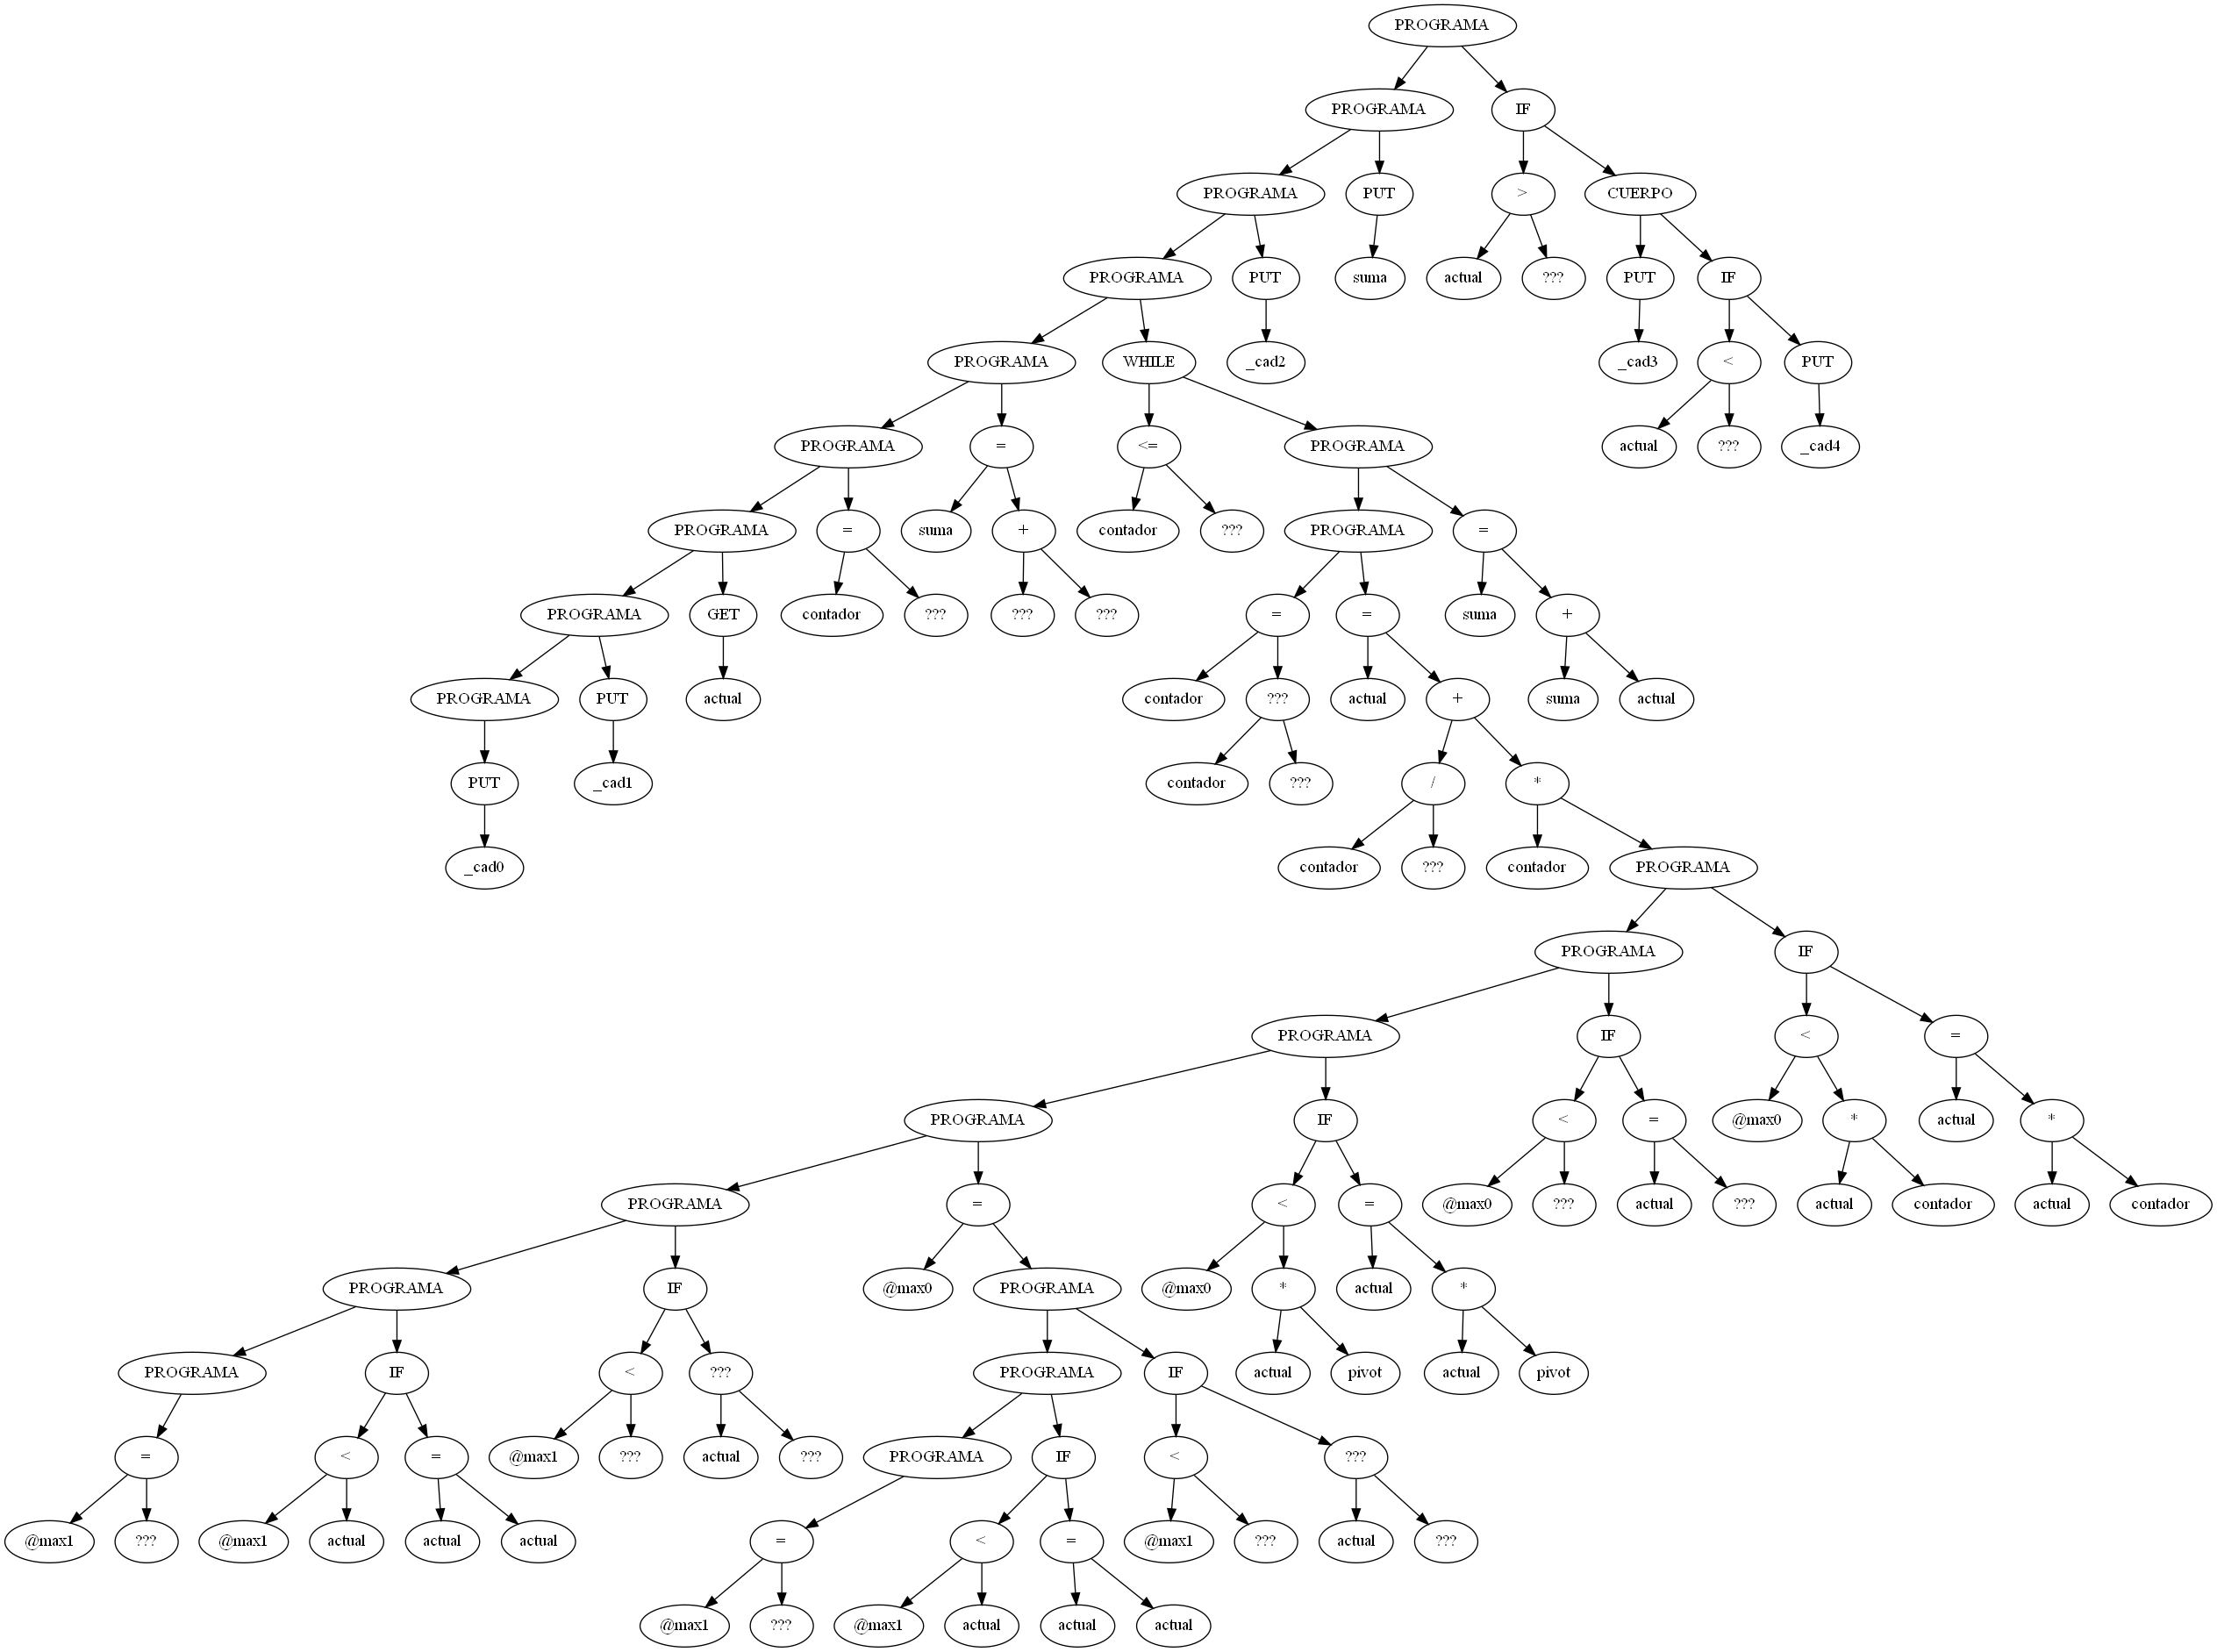 PROGRAMA
PROGRAMA IF
PROGRAMA PUT > CUERPO
PROGRAMA PUT suma actual ??? PUT IF
PROGRAMA WHILE _cad2 _cad3 < PUT
PROGRAMA = <= PROGRAMA actual ??? _cad4
PROGRAMA = suma + contador ??? PROGRAMA =
PROGRAMA GET contador ??? ??? ??? = = suma +
PROGRAMA PUT actual contador ??? actual + suma actual
PUT _cad1 contador ??? / *
_cad0 contador ??? contador PROGRAMA
PROGRAMA IF
PROGRAMA IF < =
PROGRAMA IF < = @max0 * actual *
PROGRAMA = < = @max0 ??? actual ??? actual contador actual contador
PROGRAMA IF @max0 PROGRAMA @max0 * actual *
PROGRAMA IF < ??? PROGRAMA IF actual pivot actual pivot
= < = @max1 ??? actual ??? PROGRAMA IF < ???
@max1 ??? @max1 actual actual actual = < = @max1 ??? actual ???
@max1 ??? @max1 actual actual actual